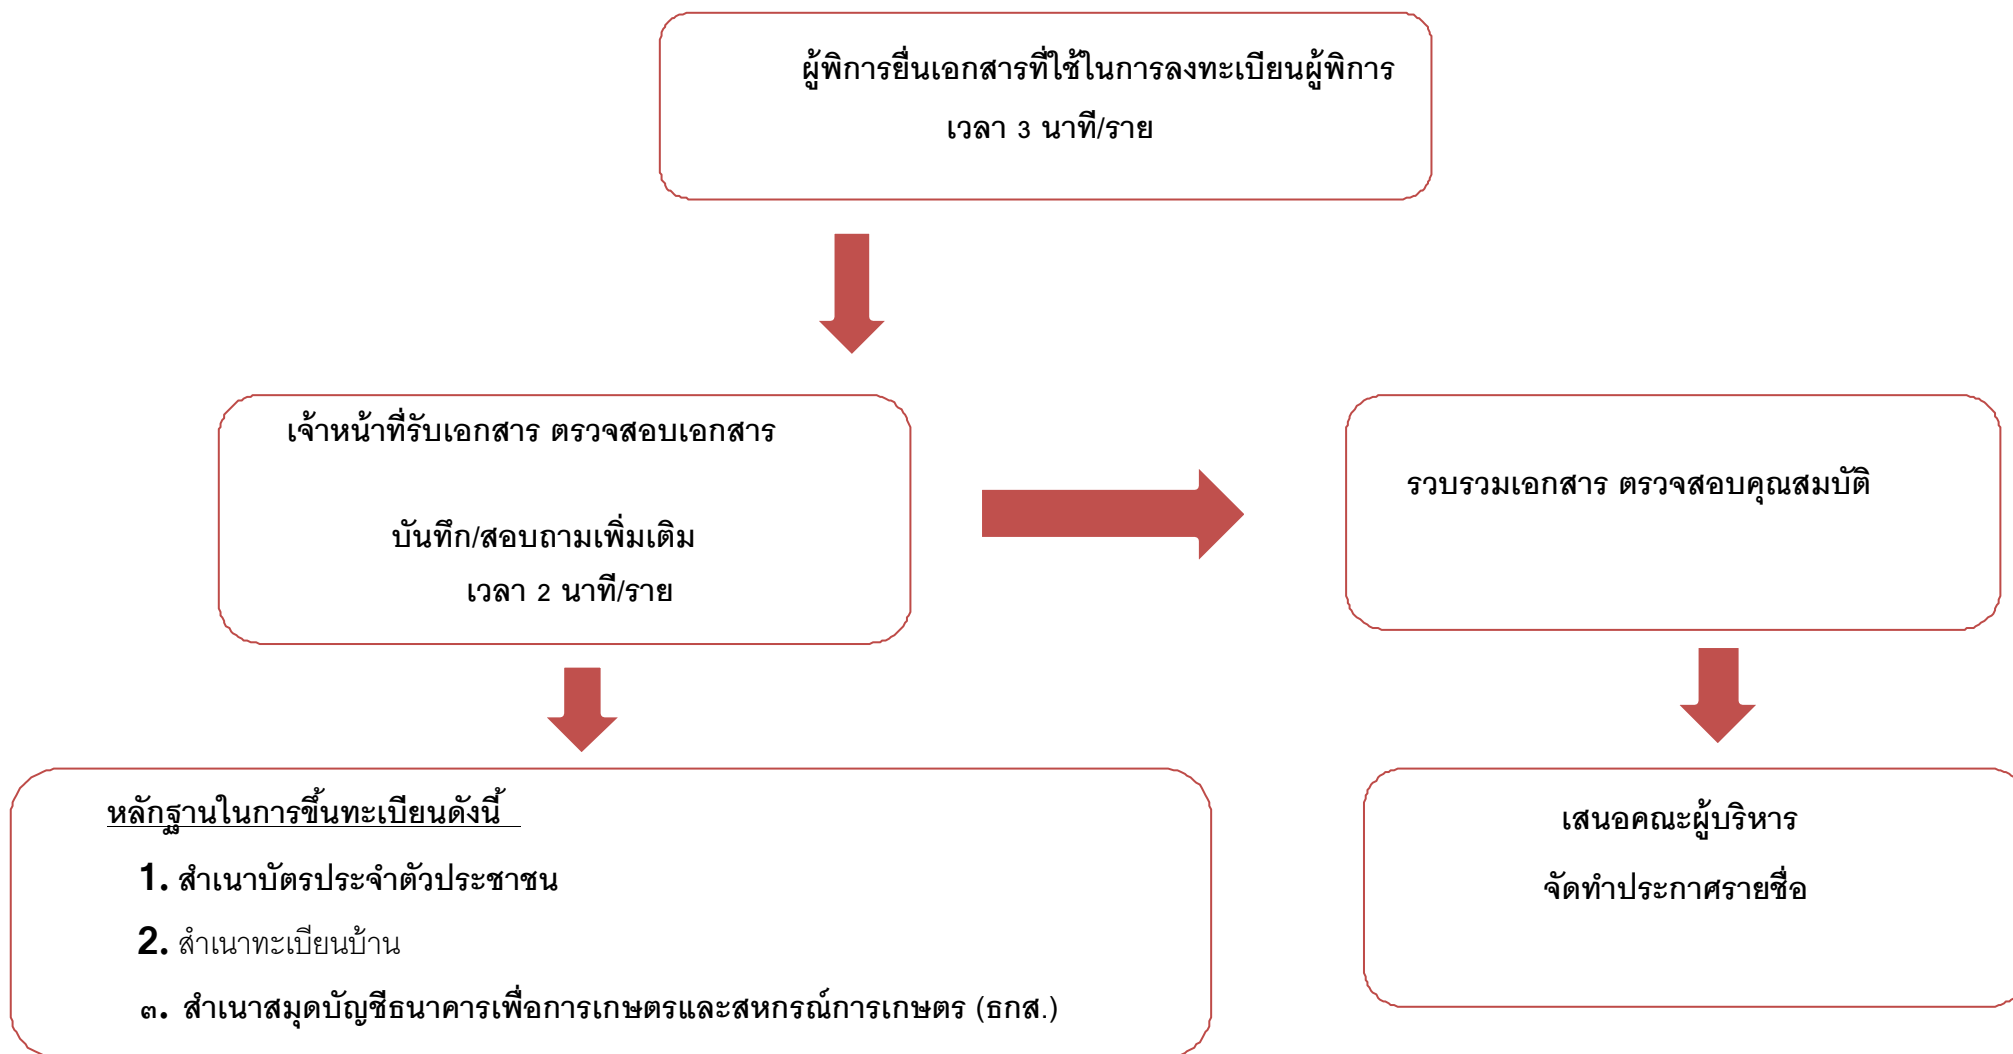 ผู้พิการยื่นเอกสารที่ใช้ในการลงทะเบียนผู้พิการ
เวลา 3 นาที/ราย
เจ้าหน้าที่รับเอกสาร ตรวจสอบเอกสาร
บันทึก/สอบถามเพิ่มเติม
เวลา 2 นาที/ราย
รวบรวมเอกสาร ตรวจสอบคุณสมบัติ
หลักฐานในการขึ้นทะเบียนดังนี้
1. สำเนาบัตรประจำตัวประชาชน
2. สำเนาทะเบียนบ้าน
๓. สำเนาสมุดบัญชีธนาคารเพื่อการเกษตรและสหกรณ์การเกษตร (ธกส.)
เสนอคณะผู้บริหาร
จัดทำประกาศรายชื่อ